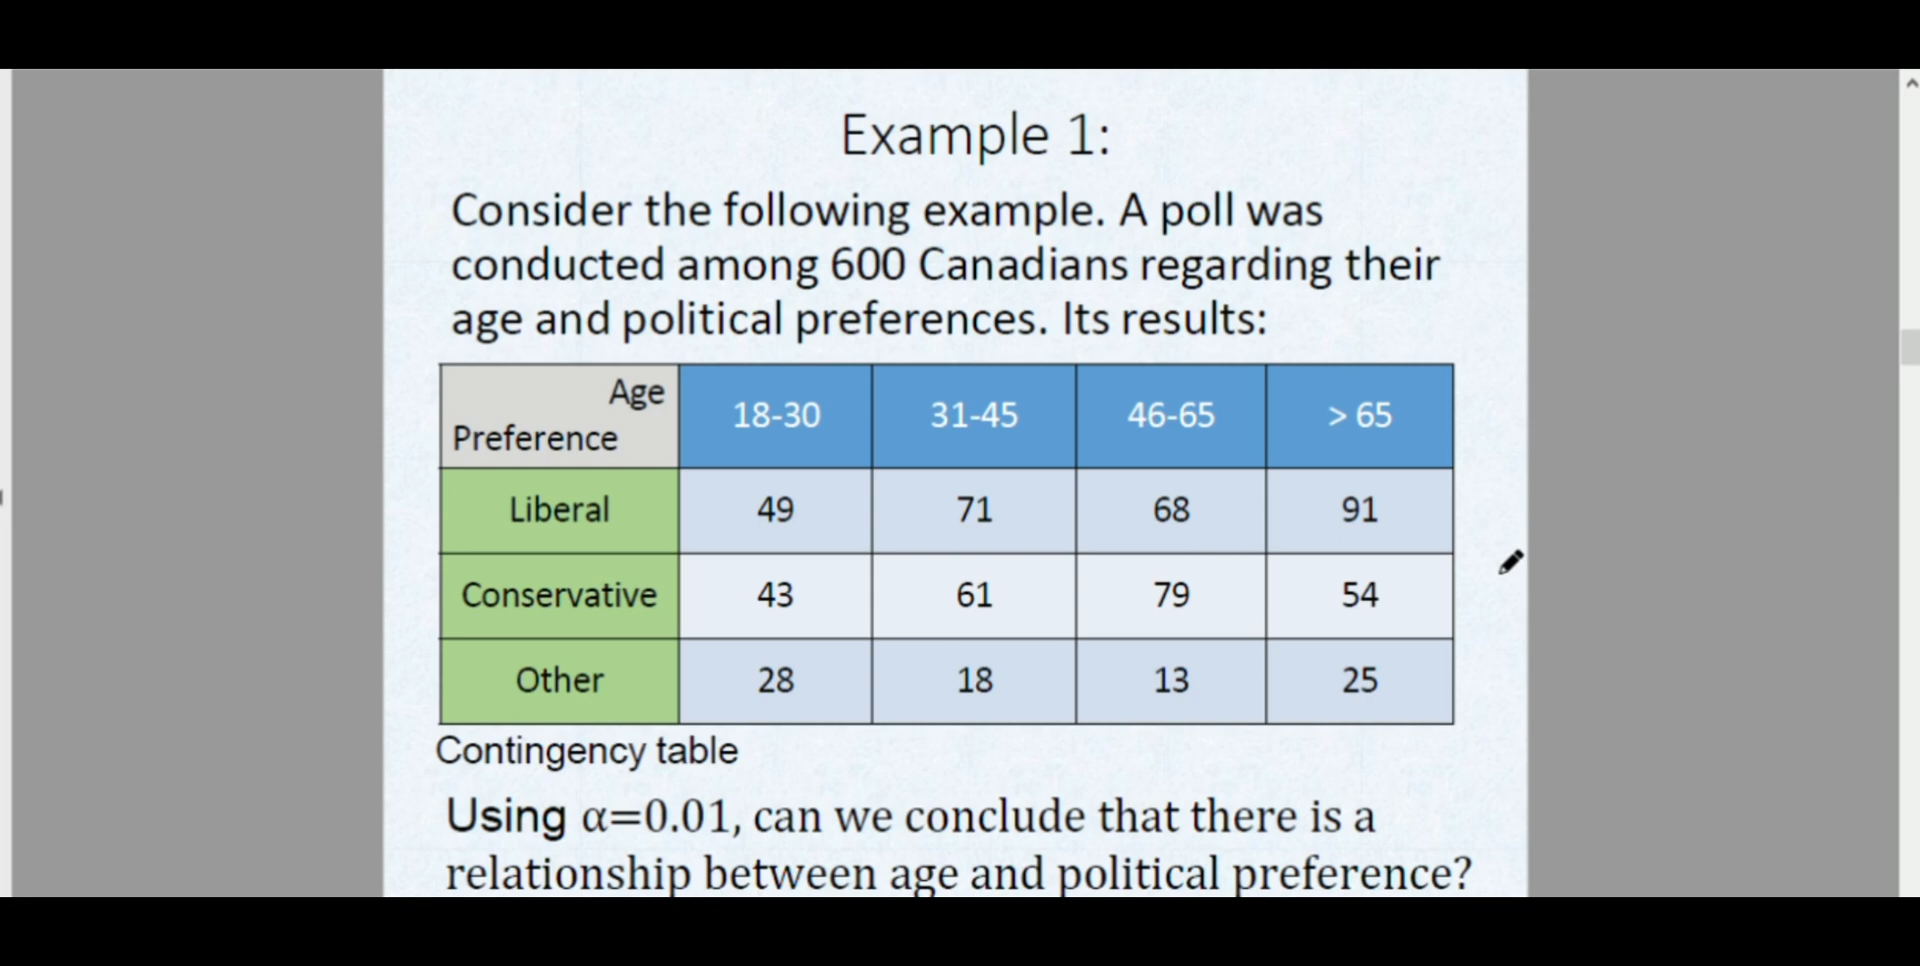 Example 1:
Consider the following example. A poll was
conducted among 600 Canadians regarding their
age and political preferences. Its results:
Age
Preference 18-30 31-45 46-65 > 65
Liberal 49 71 68 91
Conservative 43 61 79 54
Other 28 18 13 25
Contingency table
Using α=0.01, can we conclude that there is a
relationship between age and political preference?